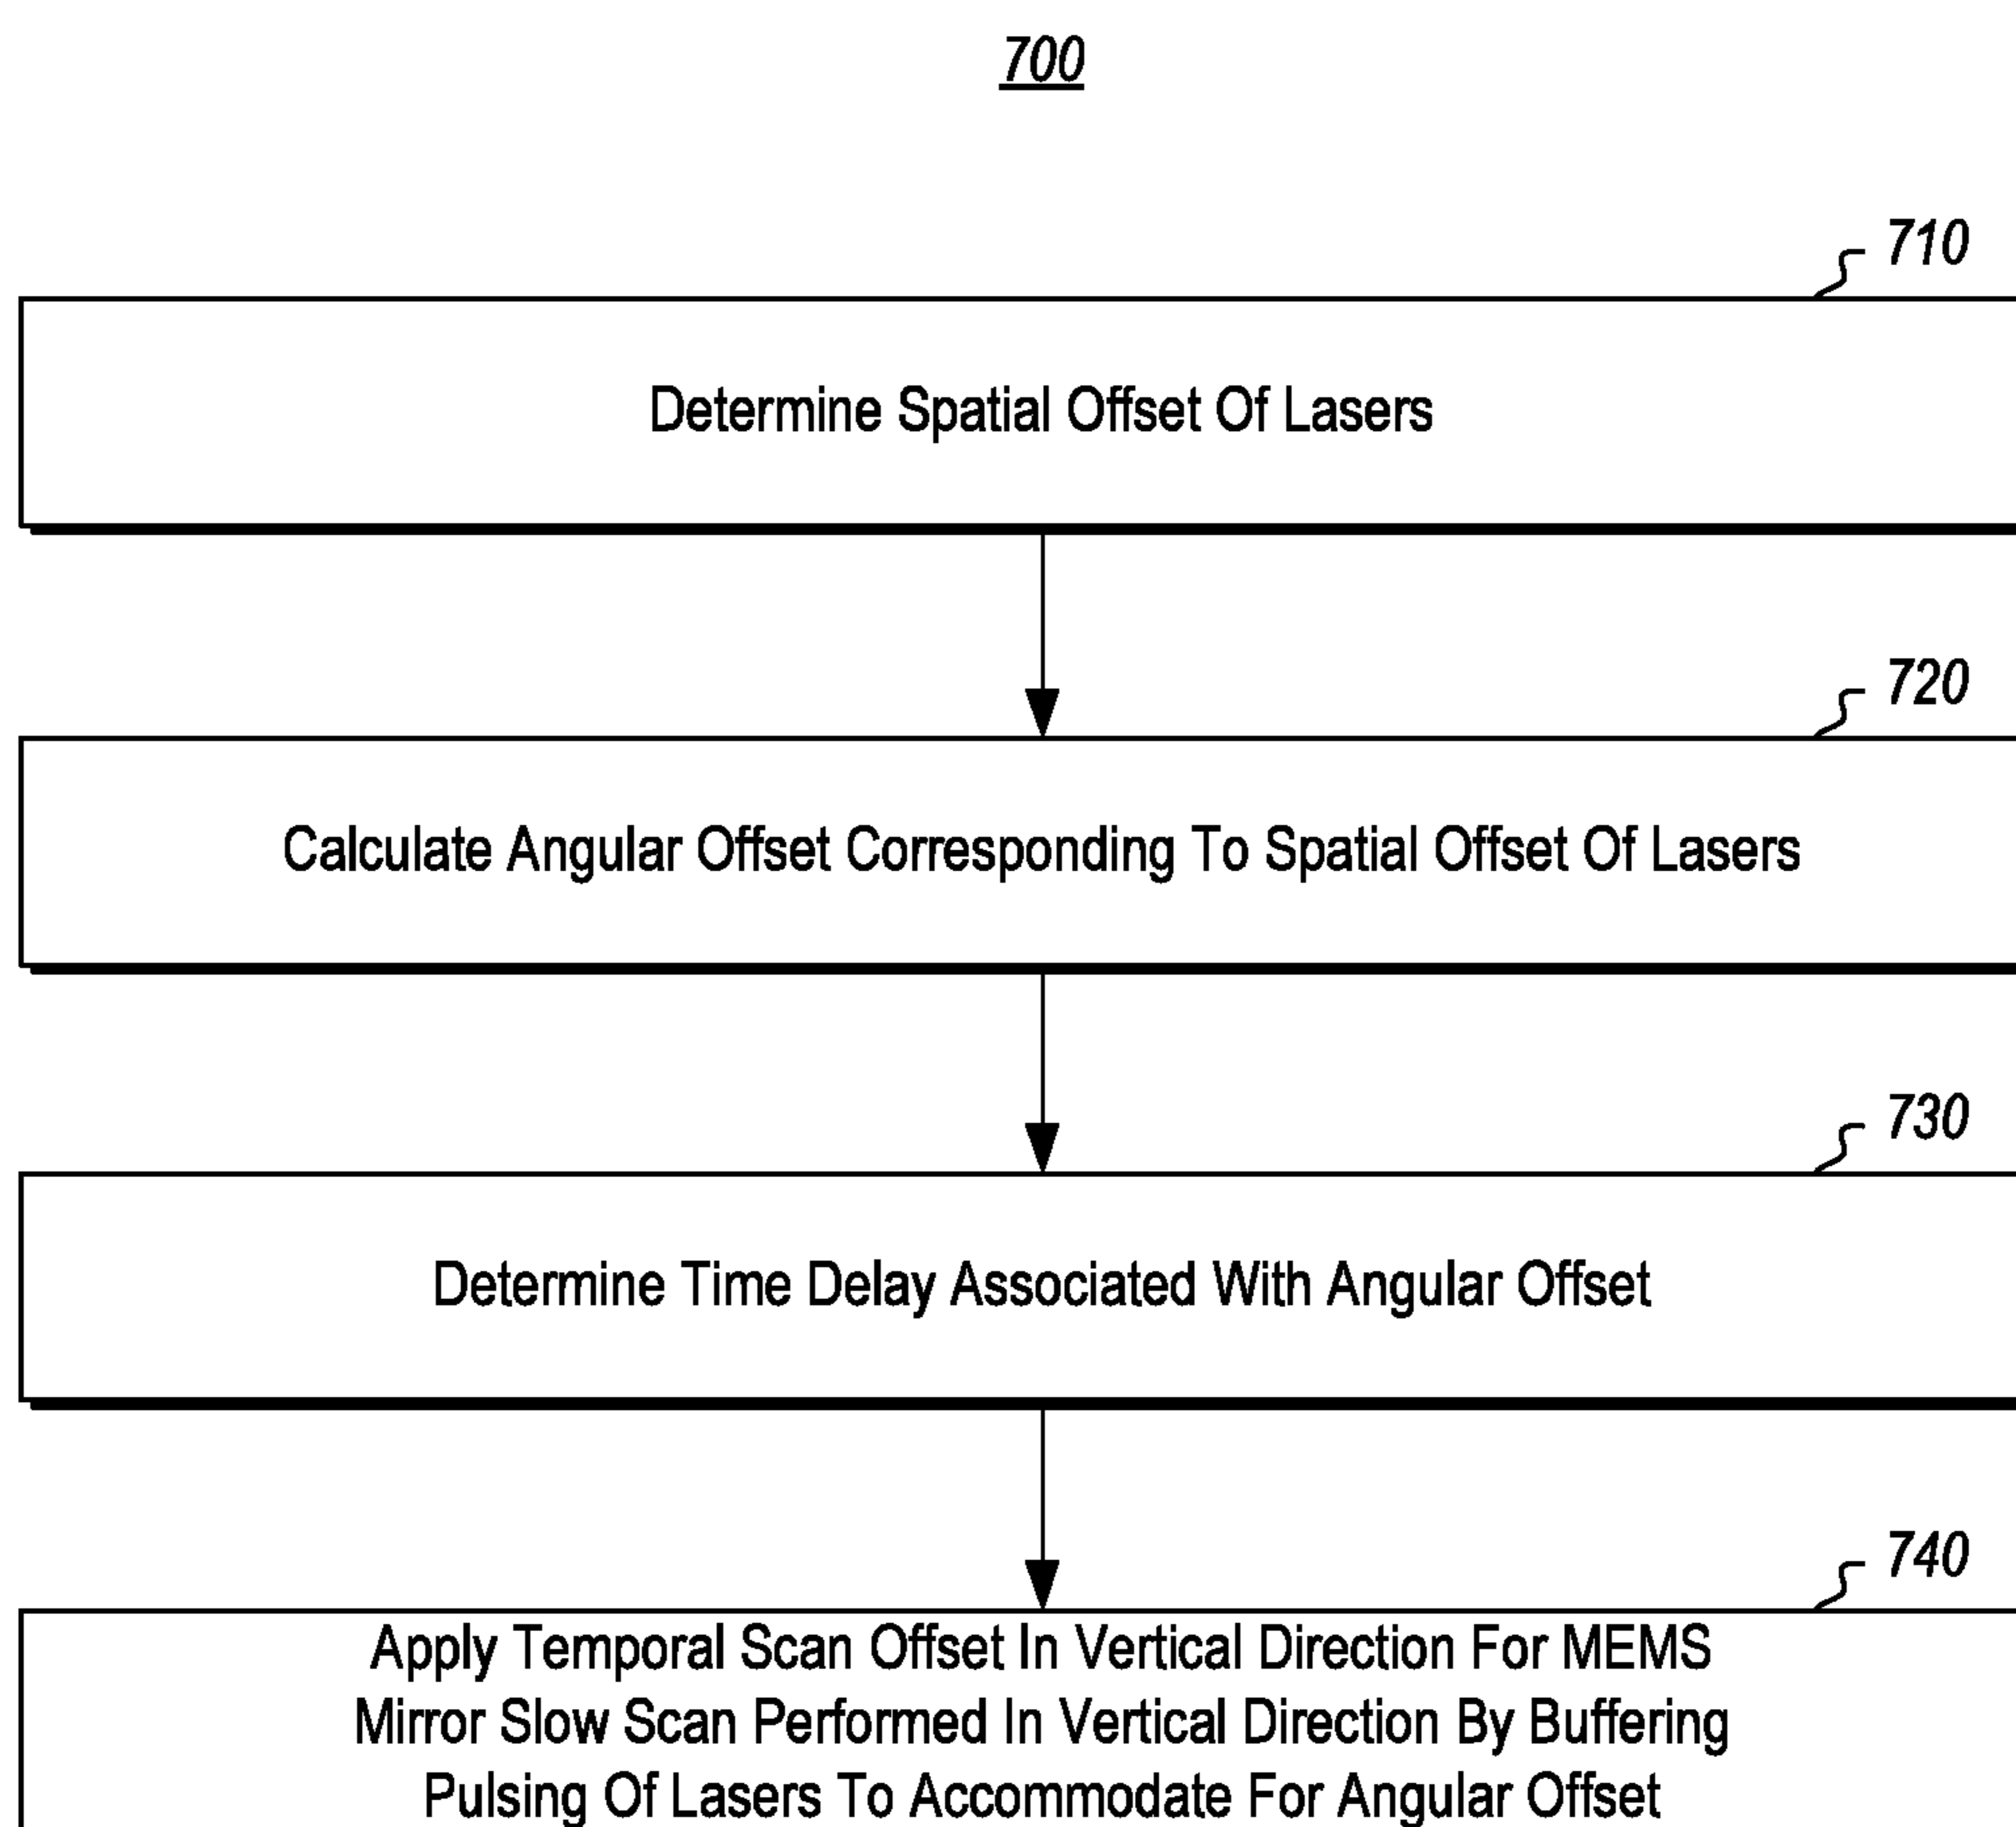 700
710
Determine Spatial Offset Of Lasers
720
Calculate Angular Offset Corresponding To Spatial Offset Of Lasers
730
Determine Time Delay Associated With Angular Offset
740
Apply Temporal Scan Offset In Vertical Direction For MEMS
Mirror Slow Scan Performed In Vertical Direction By Buffering
Pulsing Of Lasers To Accommodate For Angular Offset